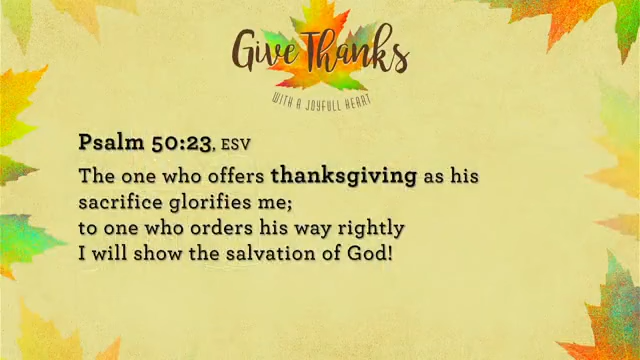 Give Thanks
WITH A JOYFULL HEART
Psalm 50:23, ESV
The one who offers thanksgiving as his
sacrifice glorifies me;
to one who orders his way rightly
I will show the salvation of God!